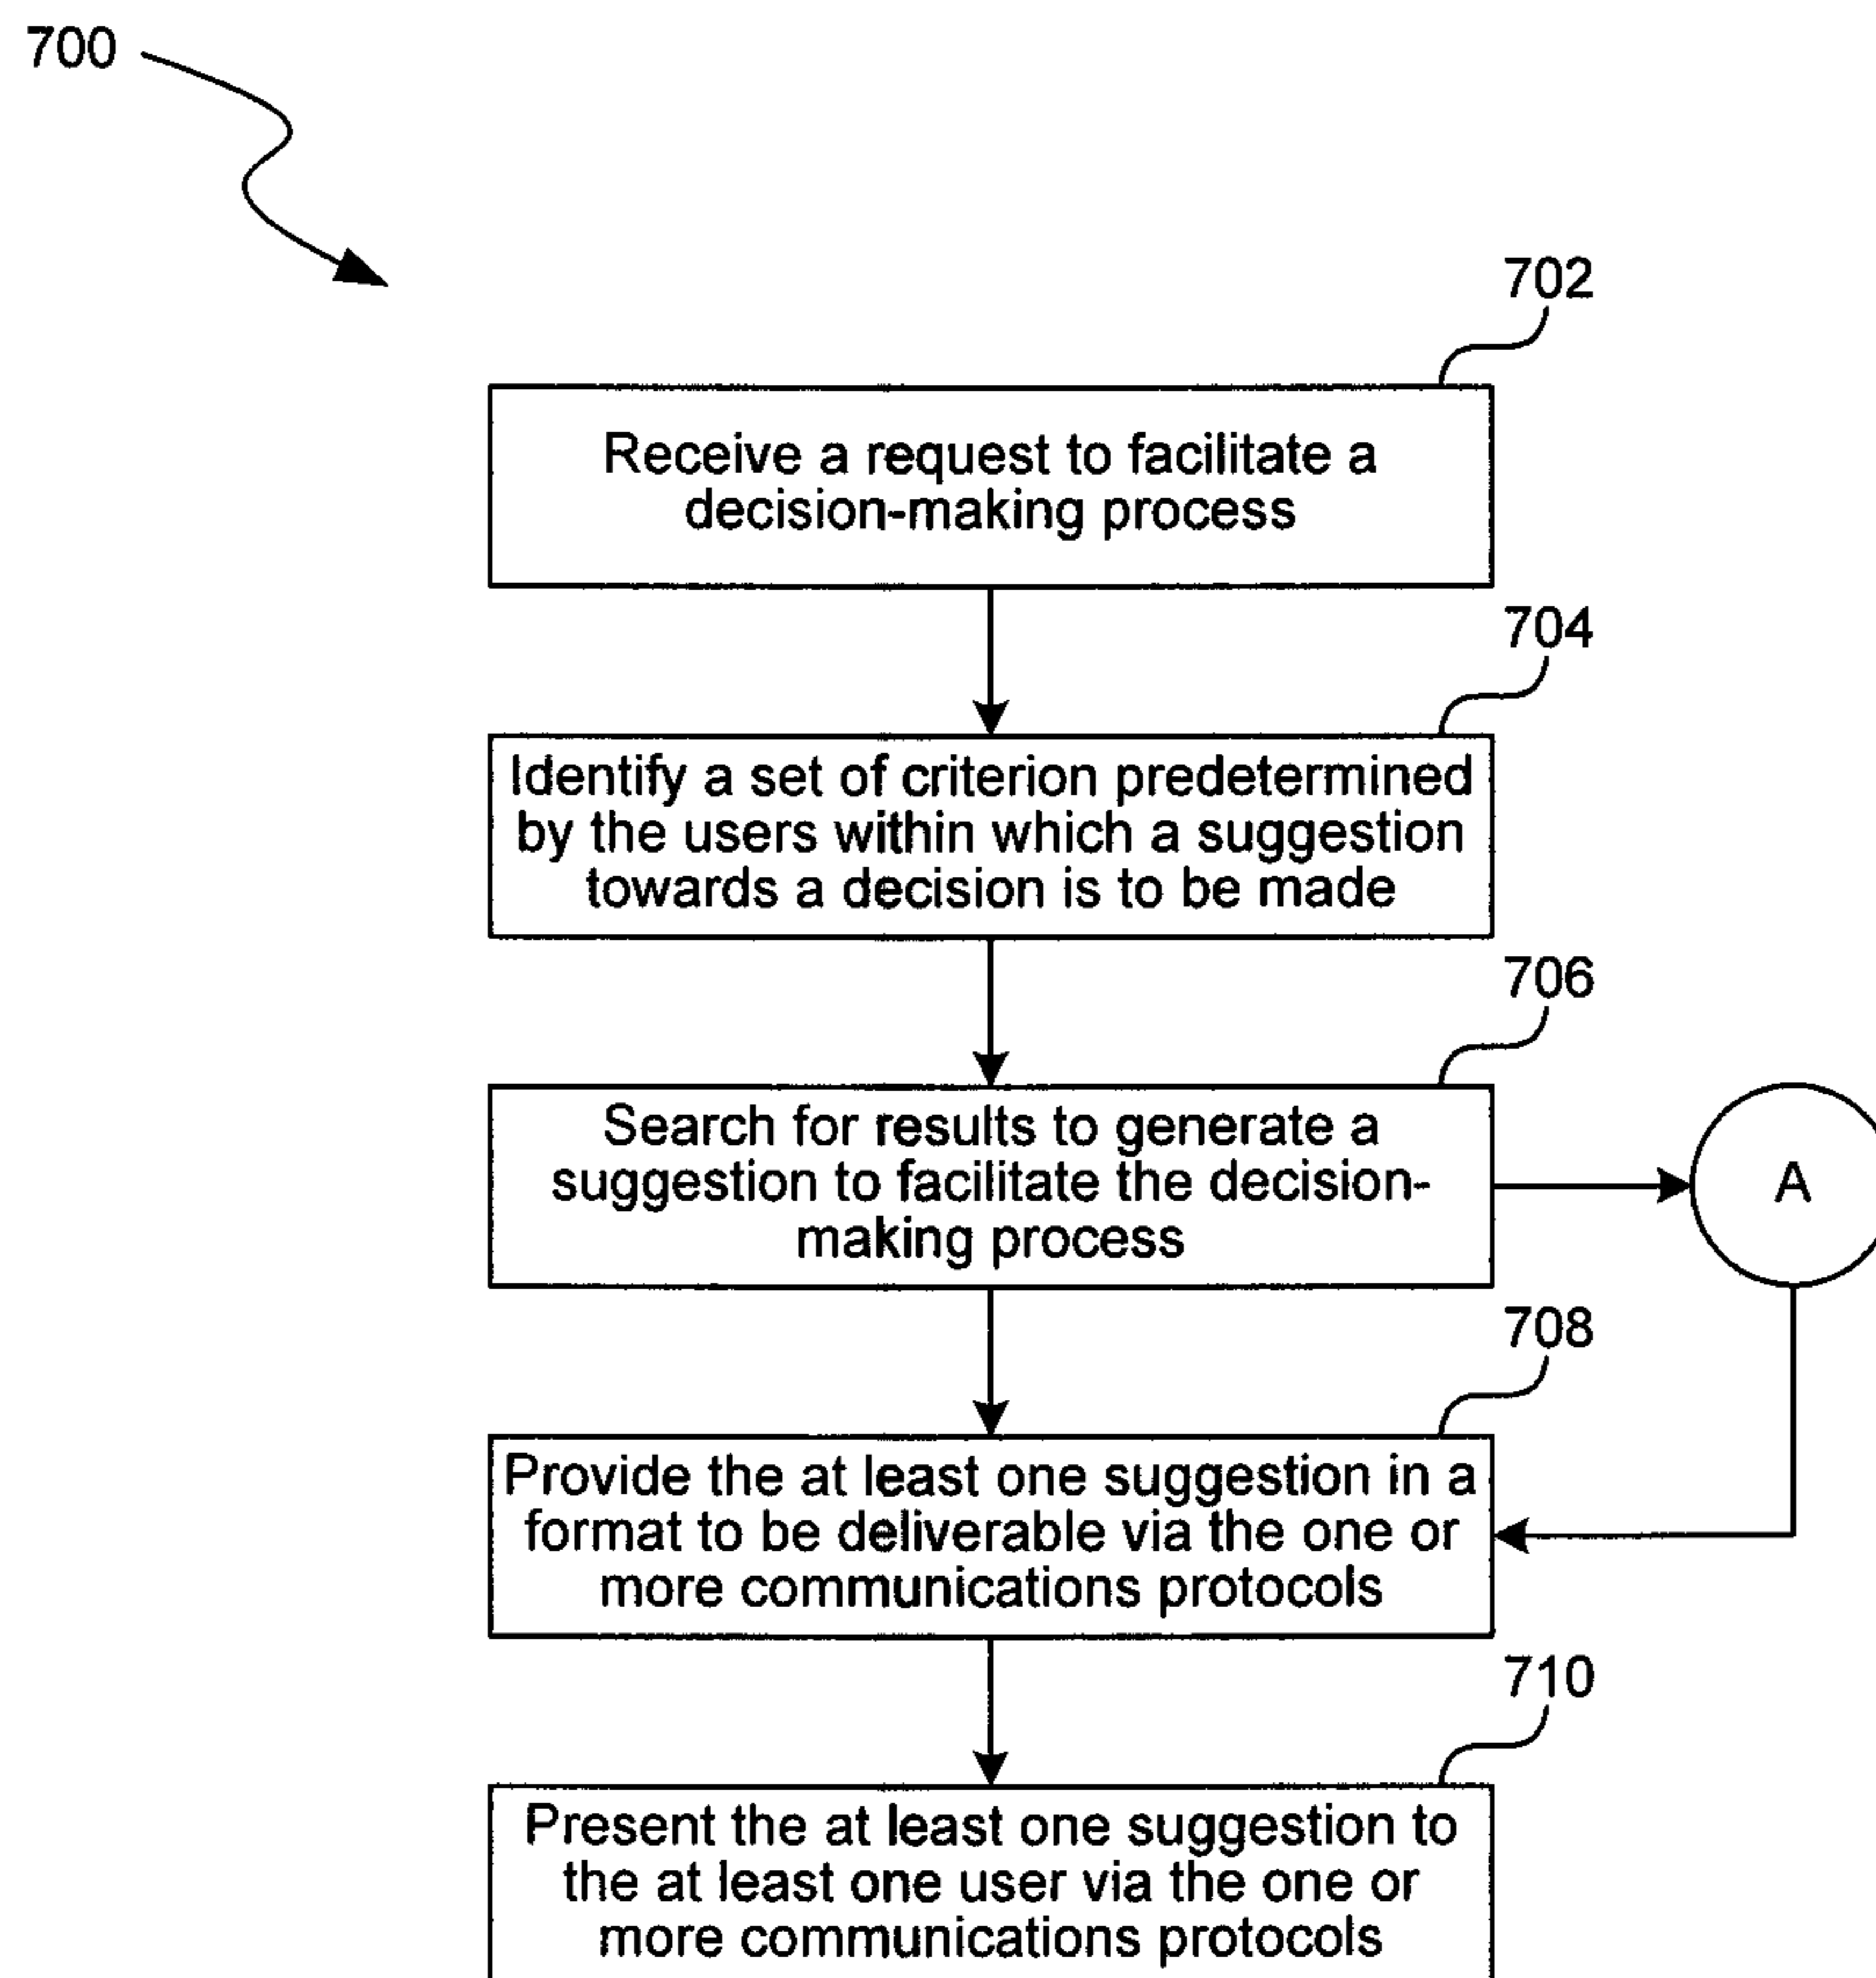 700
702
Receive a request to facilitate a
decision-making process
704
Identify a set of criterion predetermined
by the users within which a suggestion
towards a decision is to be made
706
Search for results to generate a
suggestion to facilitate the decision-
making process
A
708
Provide the at least one suggestion in a
format to be deliverable via the one or
more communications protocols
710
Present the at least one suggestion to
the at least one user via the one or
more communications protocols